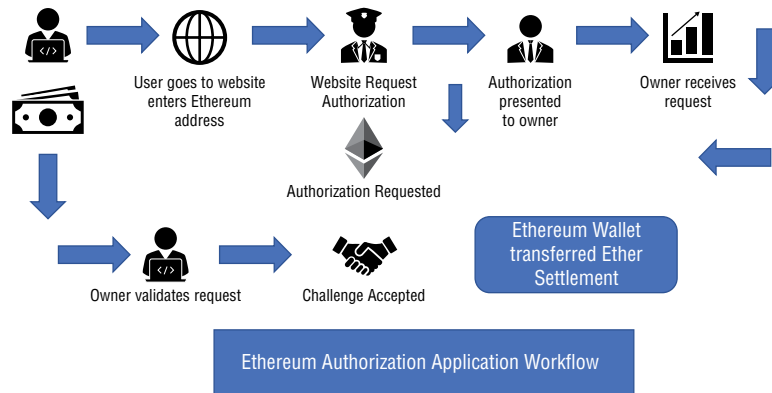 User goes to website
enters Ethereum
address
Website Request
Authorization
Authorization
presented
to owner
Owner receives
request
Authorization Requested
Owner validates request
Challenge Accepted
Ethereum Wallet
transferred Ether
Settlement
Ethereum Authorization Application Workflow